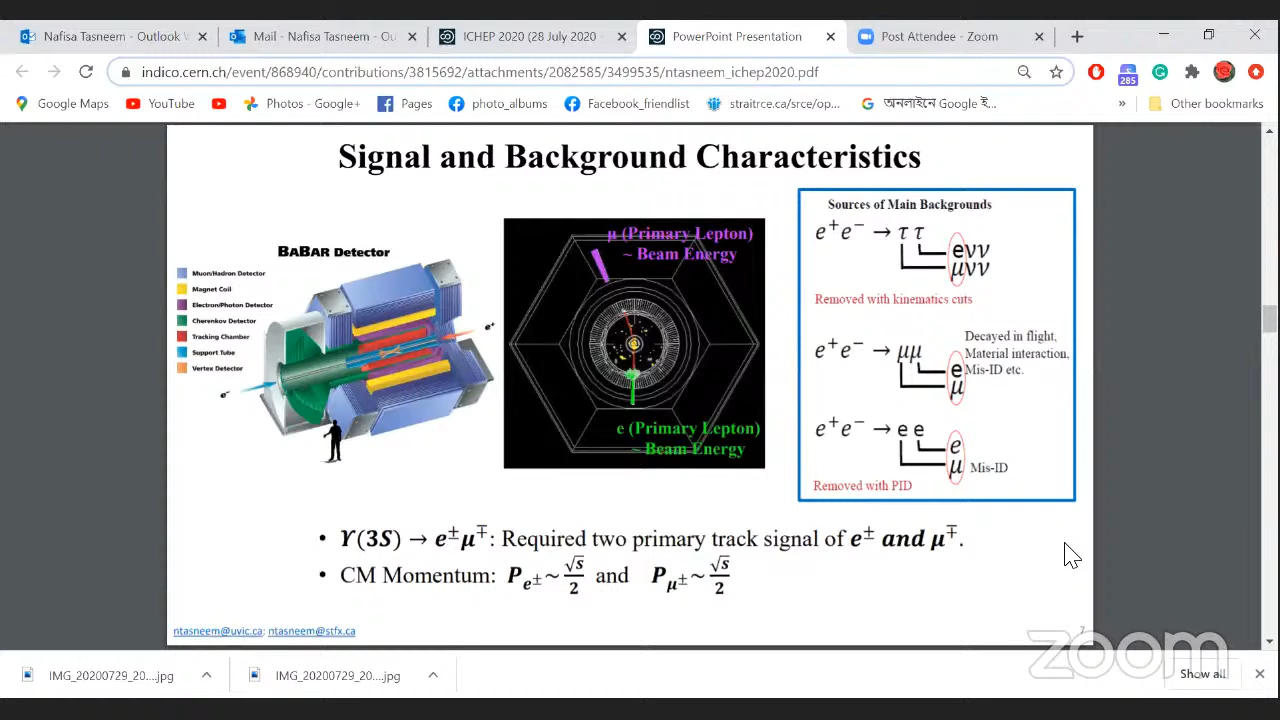 Nafisa Tasneem - Outlook
Mail - Nafisa Tasneem - Out
ICHEP 2020 (28 July 2020 -
PowerPoint Presentation
Post Attendee - Zoom
indico.cern.ch/event/868940/contributions/3815692/attachments/2082585/3499535/ntasneem_ichep2020.pdf
285
Google Maps
YouTube
Photos - Google+
Pages
photo_albums
Facebook_friendlist
straitrce.ca/srce/op...
অনলাইনে Google ই...
»
Other bookmarks
Signal and Background Characteristics
BABAR Detector
Muon/Hadron Detector
Magnet Coil
Electron/Photon Detector
Cherenkov Detector
Tracking Chamber
Support Tube
Vertex Detector
e⁺
e⁻
μ (Primary Lepton)
~ Beam Energy
e (Primary Lepton)
~ Beam Energy
Sources of Main Backgrounds
e⁺e⁻ → τ τ
eνν
μνν
Removed with kinematics cuts
e⁺e⁻ → μμ
e
μ
Decayed in flight,
Material interaction,
Mis-ID etc.
e⁺e⁻ → e e
e
μ Mis-ID
Removed with PID
• ϒ(3S) → e±μ∓: Required two primary track signal of e± and μ∓.
• CM Momentum: Pe±~√s/2 and Pμ±~√s/2
ntasneem@uvic.ca; ntasneem@stfx.ca
7
zoom
IMG_20200729_20....jpg
IMG_20200729_20....jpg
Show all